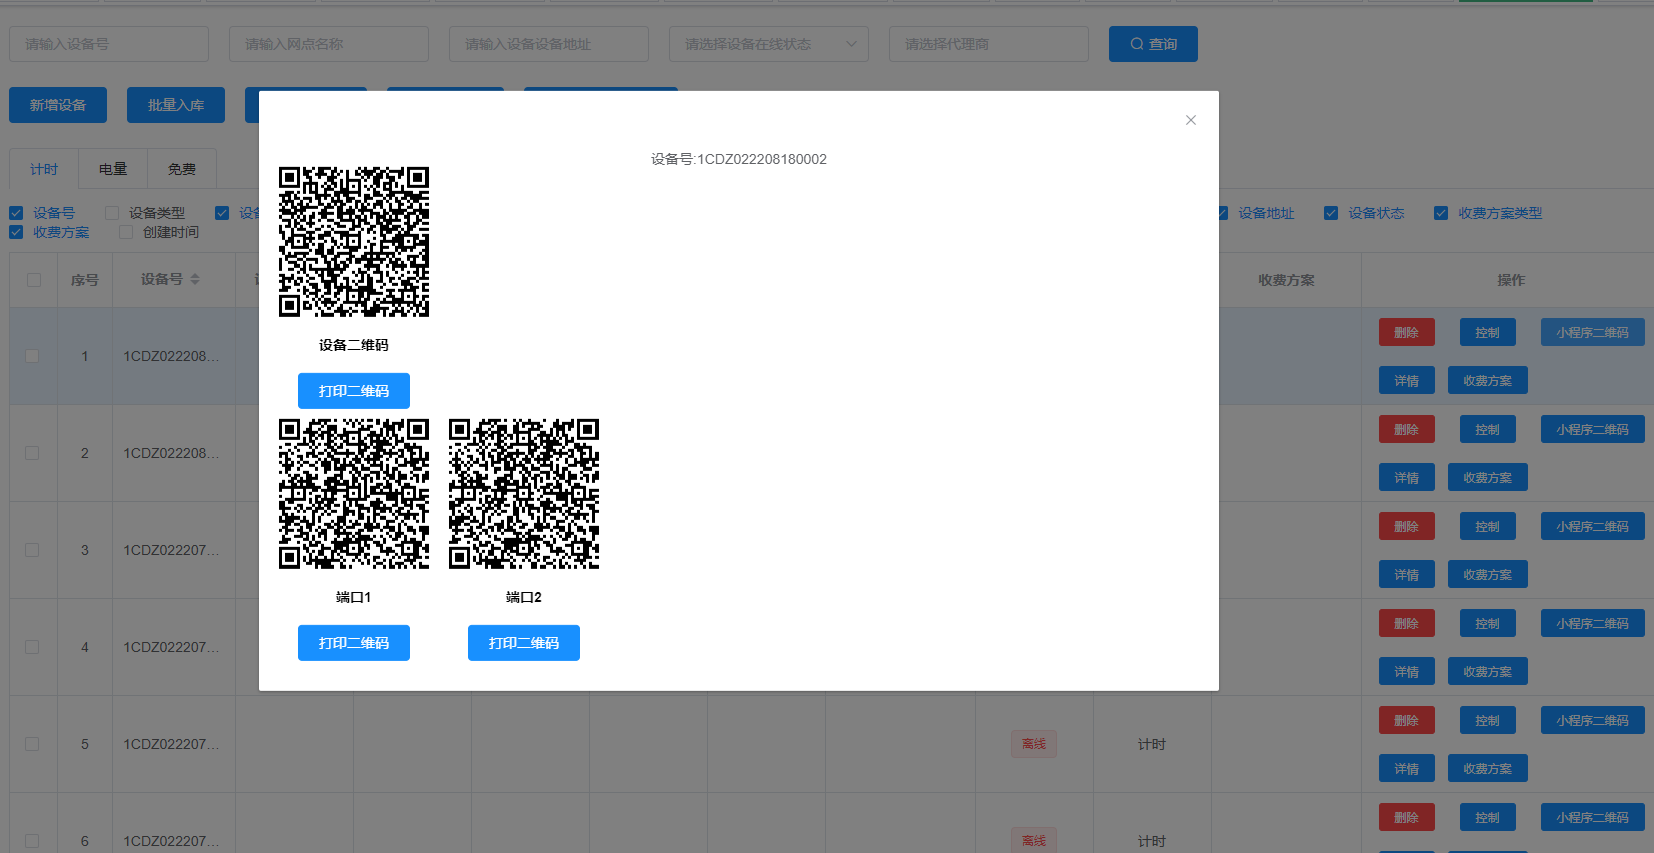 请输入设备号 请输入网点名称 请输入设备设备地址 请选择设备在线状态 请选择代理商 查询
新增设备 批量入库
计时 电量 免费
设备号 设备类型 设备地址 设备状态 收费方案类型
收费方案 创建时间
序号 设备号 收费方案 操作
设备号:1CDZ022208180002
设备二维码
打印二维码
端口1 端口2
打印二维码 打印二维码
1 1CDZ022208... 删除 控制 小程序二维码
详情 收费方案
2 1CDZ022208... 删除 控制 小程序二维码
详情 收费方案
3 1CDZ022207... 删除 控制 小程序二维码
详情 收费方案
4 1CDZ022207... 删除 控制 小程序二维码
详情 收费方案
5 1CDZ022207... 离线 计时 删除 控制 小程序二维码
详情 收费方案
6 1CDZ022207... 离线 计时 删除 控制 小程序二维码